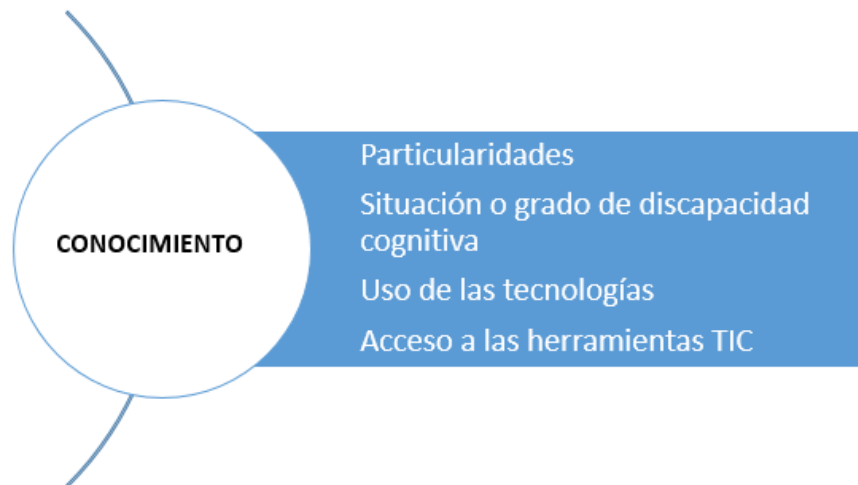 CONOCIMIENTO
Particularidades
Situación o grado de discapacidad
cognitiva
Uso de las tecnologías
Acceso a las herramientas TIC